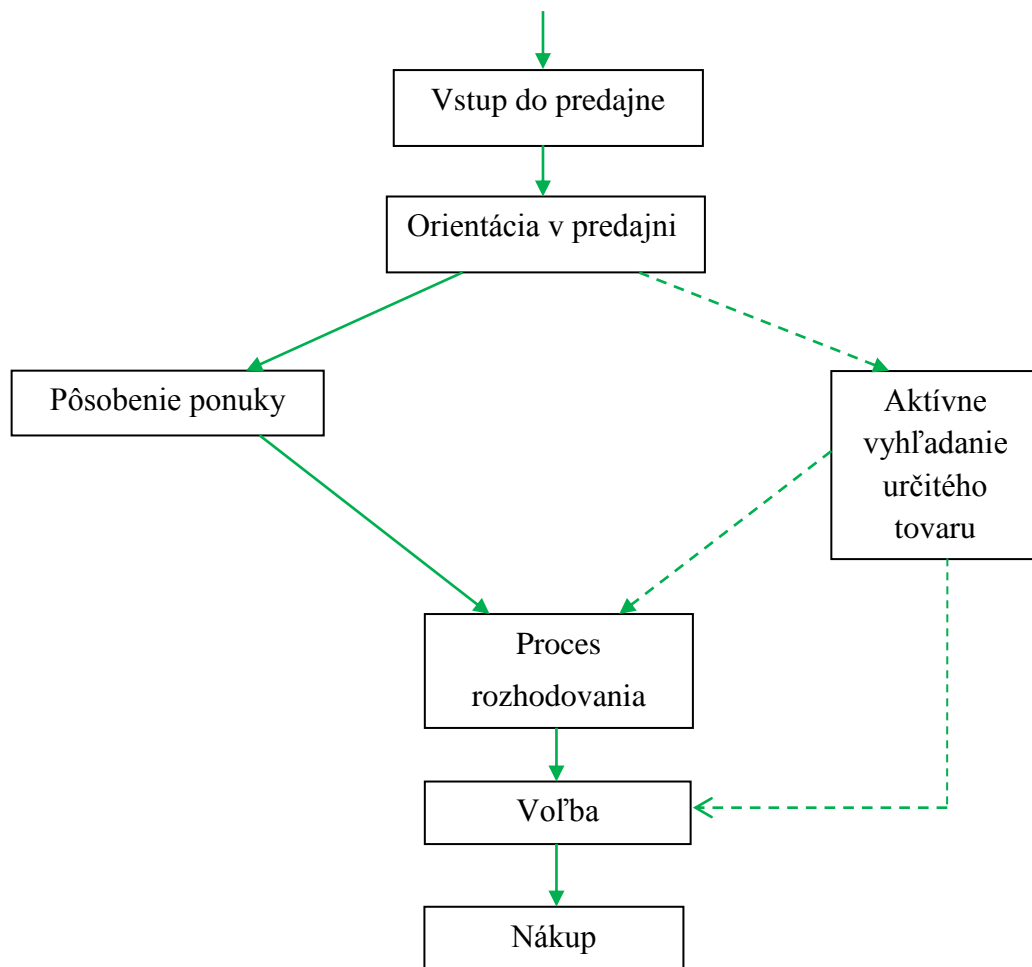 Vstup do predajne
Orientácia v predajni
Pôsobenie ponuky
Aktívne
vyhľadanie
určitého
tovaru
Proces
rozhodovania
Voľba
Nákup